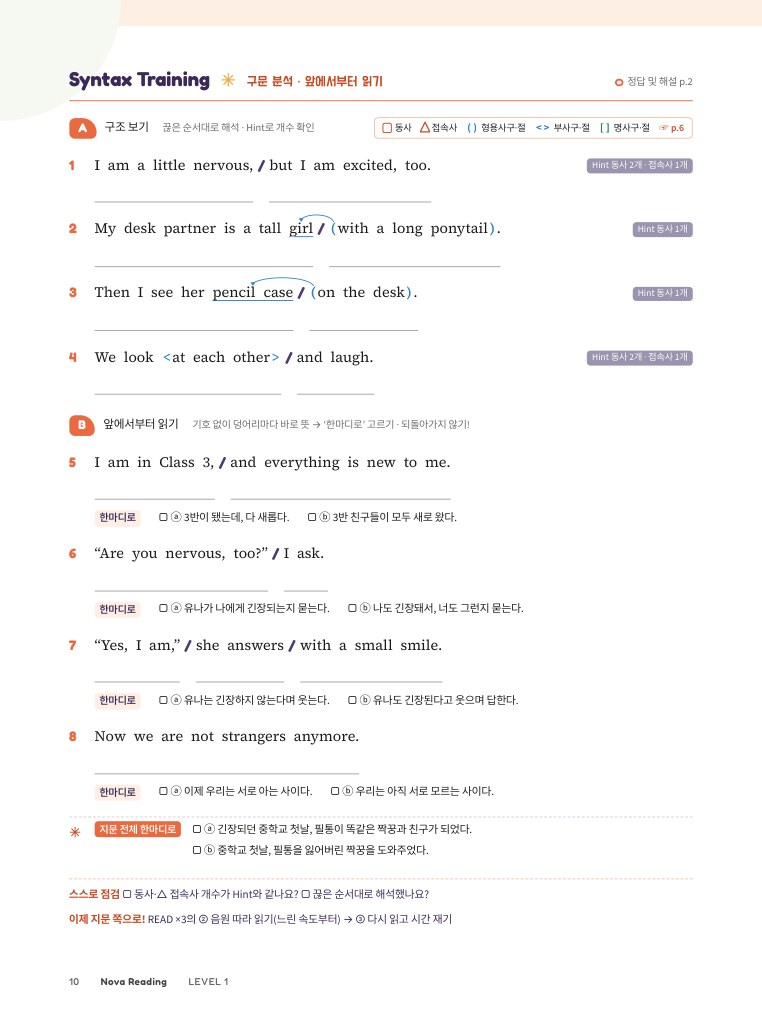 Syntax Training ✳ 구문 분석 · 앞에서부터 읽기
정답 및 해설 p.2
A 구조 보기 끊은 순서대로 해석 · Hint로 개수 확인
동사 △접속사 ( ) 형용사구·절 < > 부사구·절 [ ] 명사구·절 ☞ p.6
1 I am a little nervous, / but I am excited, too. Hint 동사 2개 · 접속사 1개
2 My desk partner is a tall girl / (with a long ponytail). Hint 동사 1개
3 Then I see her pencil case / (on the desk). Hint 동사 1개
4 We look <at each other> / and laugh. Hint 동사 2개 · 접속사 1개
B 앞에서부터 읽기 기호 없이 덩어리마다 바로 뜻 → ‘한마디로’ 고르기 · 되돌아가지 않기!
5 I am in Class 3, / and everything is new to me.
한마디로 □ ⓐ 3반이 됐는데, 다 새롭다. □ ⓑ 3반 친구들이 모두 새로 왔다.
6 “Are you nervous, too?” / I ask.
한마디로 □ ⓐ 유나가 나에게 긴장되는지 묻는다. □ ⓑ 나도 긴장돼서, 너도 그런지 묻는다.
7 “Yes, I am,” / she answers / with a small smile.
한마디로 □ ⓐ 유나는 긴장하지 않는다며 웃는다. □ ⓑ 유나도 긴장된다고 웃으며 답한다.
8 Now we are not strangers anymore.
한마디로 □ ⓐ 이제 우리는 서로 아는 사이다. □ ⓑ 우리는 아직 서로 모르는 사이다.
✳ 지문 전체 한마디로 □ ⓐ 긴장되던 중학교 첫날, 필통이 똑같은 짝꿍과 친구가 되었다.
□ ⓑ 중학교 첫날, 필통을 잃어버린 짝꿍을 도와주었다.
스스로 점검 □ 동사·△ 접속사 개수가 Hint와 같나요? □ 끊은 순서대로 해석했나요?
이제 지문 쪽으로! READ ×3의 ② 음원 따라 읽기(느린 속도부터) → ③ 다시 읽고 시간 재기
10 Nova Reading LEVEL 1